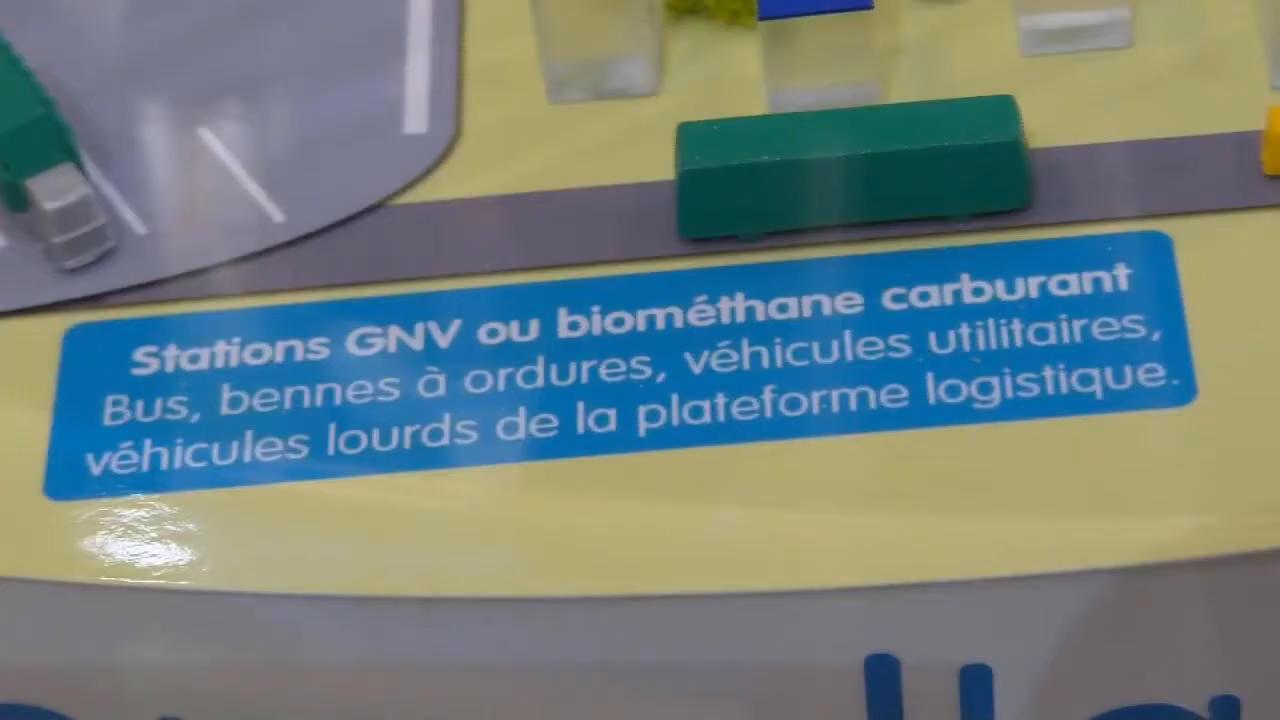 Stations GNV ou biométhane carburant
Bus, bennes à ordures, véhicules utilitaires,
véhicules lourds de la plateforme logistique.